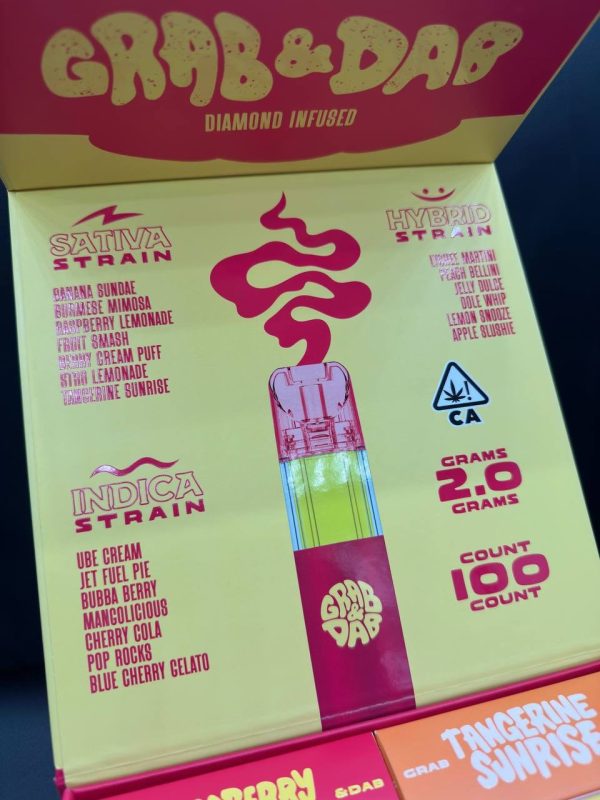 GRAB & DAB
DIAMOND INFUSED
SATIVA
STRAIN
BANANA SUNDAE
BURMESE MIMOSA
RASPBERRY LEMONADE
FRUIT SMASH
BERRY CREAM PUFF
STAR LEMONADE
TANGERINE SUNRISE
INDICA
STRAIN
UBE CREAM
JET FUEL PIE
BUBBA BERRY
MANGOLICIOUS
CHERRY COLA
POP ROCKS
BLUE CHERRY GELATO
HYBRID
STRAIN
LYCHEE MARTINI
PEACH BELLINI
JELLY DULCE
DOLE WHIP
LEMON SNOOZE
APPLE SLUSHIE
!
CA
GRAMS
2.0
GRAMS
COUNT
100
COUNT
GRAB
&
DAB
& DAB
GRAB
TANGERINE
SUNRISE